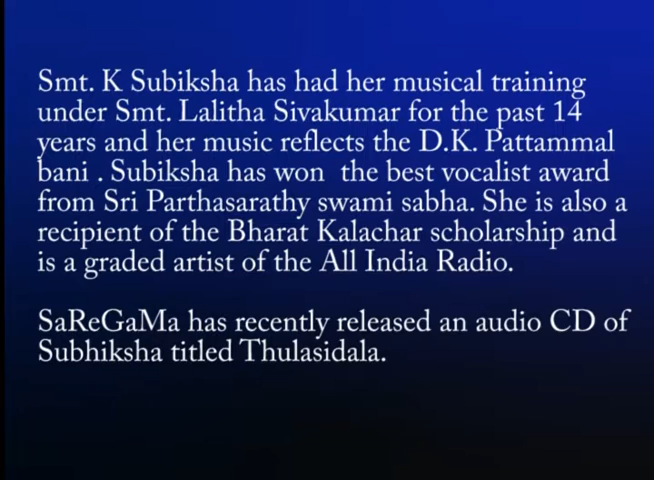 Smt. K Subiksha has had her musical training
under Smt. Lalitha Sivakumar for the past 14
years and her music reflects the D.K. Pattammal
bani . Subiksha has won  the best vocalist award
from Sri Parthasarathy swami sabha. She is also a
recipient of the Bharat Kalachar scholarship and
is a graded artist of the All India Radio.

SaReGaMa has recently released an audio CD of
Subhiksha titled Thulasidala.